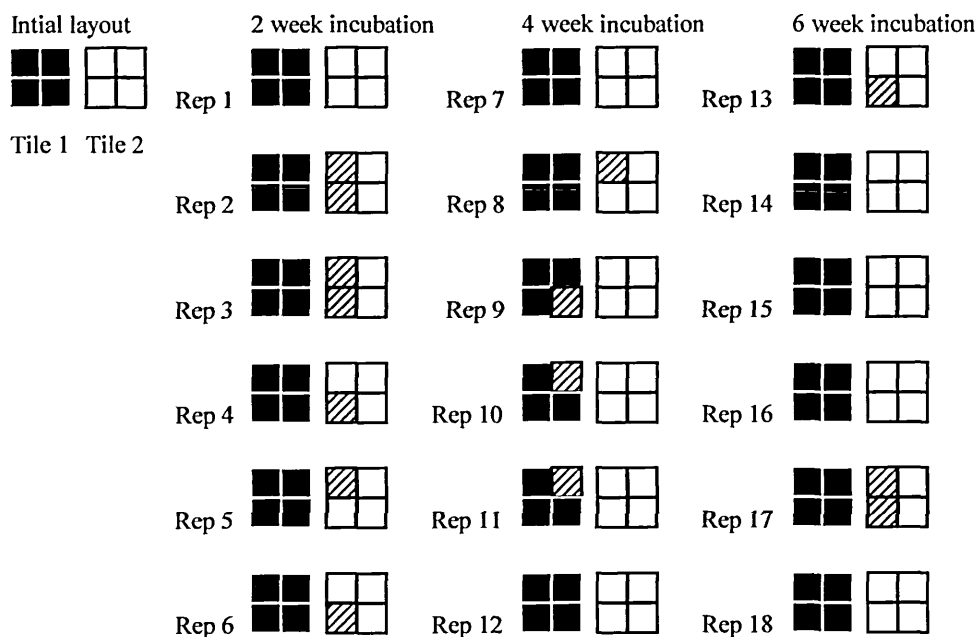 Intial layout 2 week incubation 4 week incubation 6 week incubation
Rep 1 Rep 7 Rep 13
Tile 1 Tile 2
Rep 2 Rep 8 Rep 14
Rep 3 Rep 9 Rep 15
Rep 4 Rep 10 Rep 16
Rep 5 Rep 11 Rep 17
Rep 6 Rep 12 Rep 18